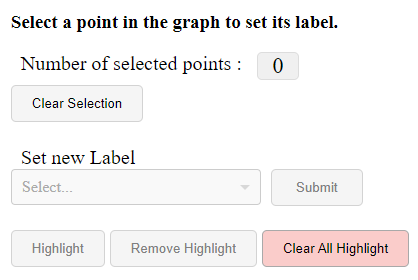 Select a point in the graph to set its label.
Number of selected points : 0
Clear Selection
Set new Label
Select... Submit
Highlight Remove Highlight Clear All Highlight